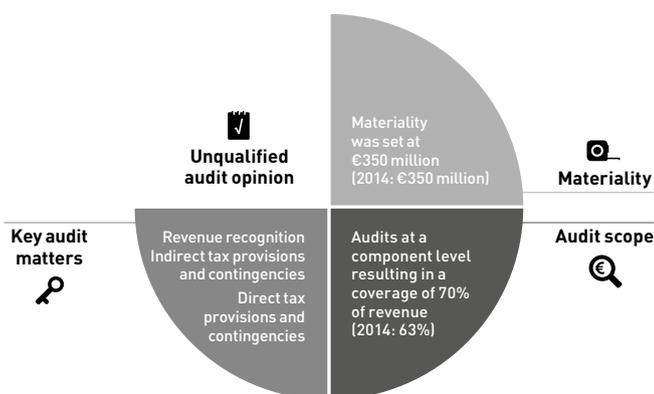 Unqualified
audit opinion
Materiality
was set at
€350 million
(2014: €350 million)
Materiality
Key audit
matters
Revenue recognition
Indirect tax provisions
and contingencies
Direct tax
provisions and
contingencies
Audits at a
component level
resulting in a
coverage of 70%
of revenue
(2014: 63%)
Audit scope
€